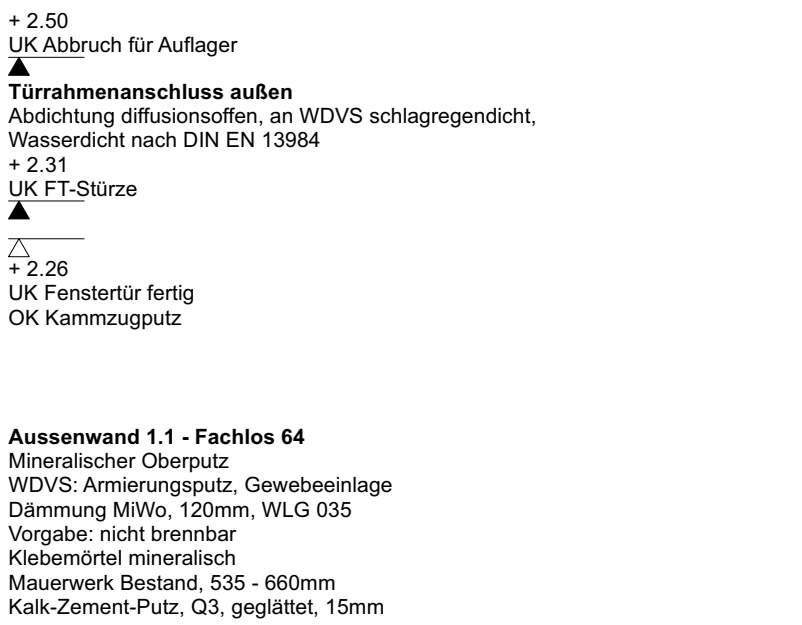 + 2.50
UK Abbruch für Auflager
Türrahmenanschluss außen
Abdichtung diffusionsoffen, an WDVS schlagregendicht,
Wasserdicht nach DIN EN 13984
+ 2.31
UK FT-Stürze
+ 2.26
UK Fenstertür fertig
OK Kammzugputz
Aussenwand 1.1 - Fachlos 64
Mineralischer Oberputz
WDVS: Armierungsputz, Gewebeeinlage
Dämmung MiWo, 120mm, WLG 035
Vorgabe: nicht brennbar
Klebemörtel mineralisch
Mauerwerk Bestand, 535 - 660mm
Kalk-Zement-Putz, Q3, geglättet, 15mm